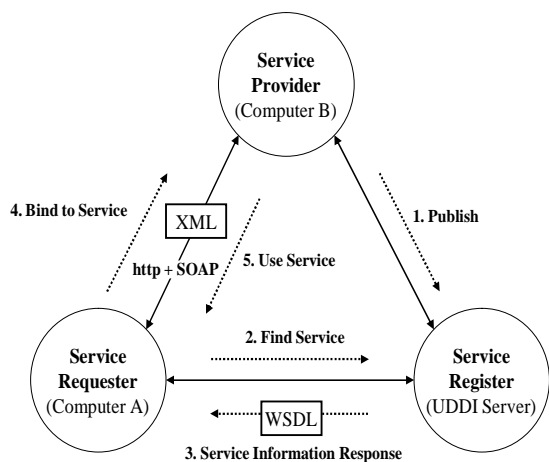 Service
Provider
(Computer B)
4. Bind to Service
XML
1. Publish
http + SOAP
5. Use Service
2. Find Service
Service
Requester
(Computer A)
Service
Register
(UDDI Server)
WSDL
3. Service Information Response